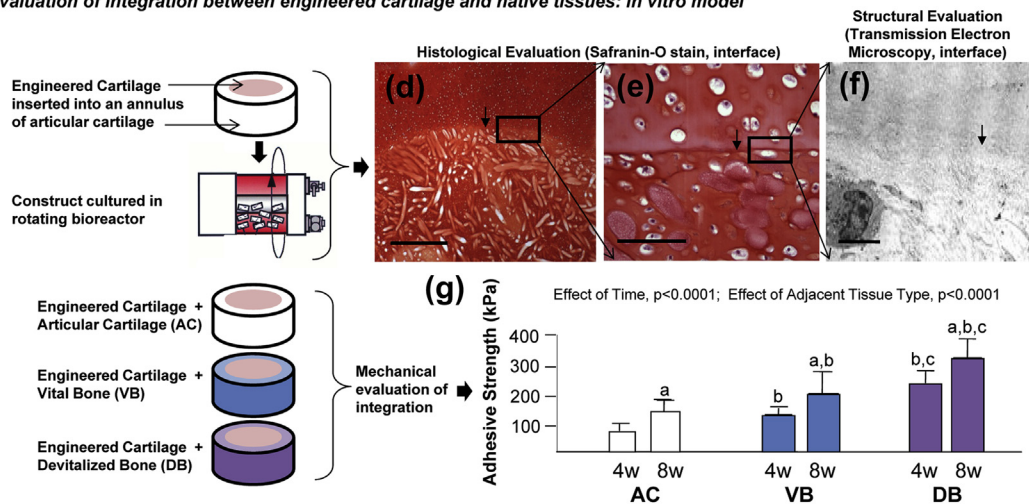 valuation of integration between engineered cartilage and native tissues: in vitro model
Engineered Cartilage
inserted into an annulus
of articular cartilage
Construct cultured in
rotating bioreactor
Histological Evaluation (Safranin-O stain, interface)
Structural Evaluation
(Transmission Electron
Microscopy, interface)
(d)
(e)
(f)
Engineered Cartilage +
Articular Cartilage (AC)
Engineered Cartilage +
Vital Bone (VB)
Engineered Cartilage +
Devitalized Bone (DB)
Mechanical
evaluation of
integration
(g)
Effect of Time, p<0.0001; Effect of Adjacent Tissue Type, p<0.0001
Adhesive Strength (kPa)
400
300
200
100
a
b
a,b
b,c
a,b,c
4w 8w 4w 8w 4w 8w
AC VB DB